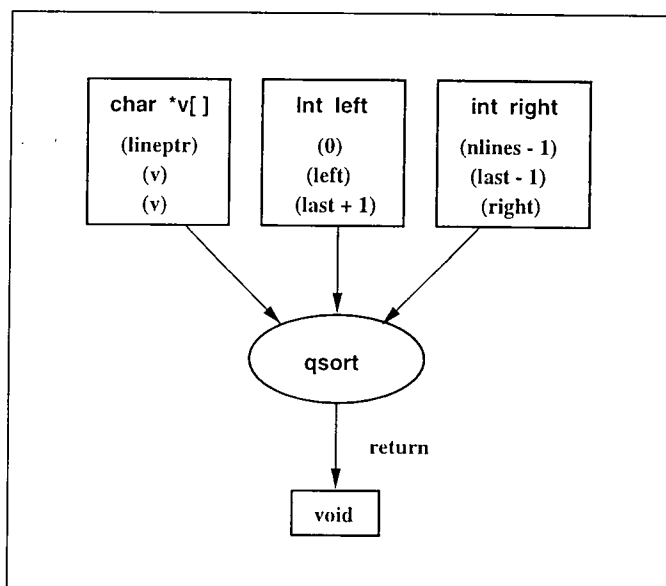 char *v[ ]
(lineptr)
(v)
(v)
Int left
(0)
(left)
(last + 1)
int right
(nlines - 1)
(last - 1)
(right)
qsort
return
void